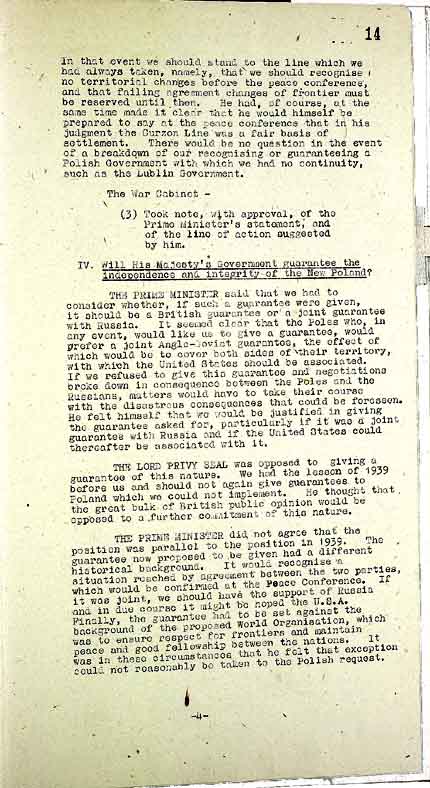 14
In that event we should stand to the line which we
had always taken, namely, that we should recognise
no territorial changes before the peace conference,
and that failing agreement changes of frontier must
be reserved until then. He had, of course, at the
same time made it clear that he would himself be
prepared to say at the peace conference that in his
judgment the Curzon Line was a fair basis of
settlement. There would be no question in the event
of a breakdown of our recognising or guaranteeing a
Polish Government with which we had no continuity,
such as the Lublin Government.
The War Cabinet -
(3) Took note, with approval, of the
Prime Minister's statement, and
of the line of action suggested
by him.
IV. Will His Majesty's Government guarantee the
independence and integrity of the New Poland?
THE PRIME MINISTER said that we had to
consider whether, if such a guarantee were given,
it should be a British guarantee or a joint guarantee
with Russia. It seemed clear that the Poles who, in
any event, would like us to give a guarantee, would
prefer a joint Anglo-Soviet guarantee, the effect of
which would be to cover both sides of their territory,
with which the United States should be associated.
If we refused to give this guarantee and negotiations
broke down in consequence between the Poles and the
Russians, matters would have to take their course
with the disastrous consequences that could be foreseen.
He felt himself that we would be justified in giving
the guarantee asked for, particularly if it was a joint
guarantee with Russia and if the United States could
thereafter be associated with it.
THE LORD PRIVY SEAL was opposed to giving a
guarantee of this nature. We had the lesson of 1939
before us and should not again give guarantees to
Poland which we could not implement. He thought that
the great bulk of British public opinion would be
opposed to a further commitment of this nature.
THE PRIME MINISTER did not agree that the
position was parallel to the position in 1939. The
guarantee now proposed to be given had a different
historical background. It would recognise a
situation reached by agreement between the two parties,
which would be confirmed at the Peace Conference. If
it was joint, we should have the support of Russia
and in due course it might be hoped the U.S.A.
Finally, the guarantee had to be set against the
background of the proposed World Organisation, which
was to ensure respect for frontiers and maintain
peace and good fellowship between the nations. It
was in these circumstances that he felt that exception
could not reasonably be taken to the Polish request.
-4-